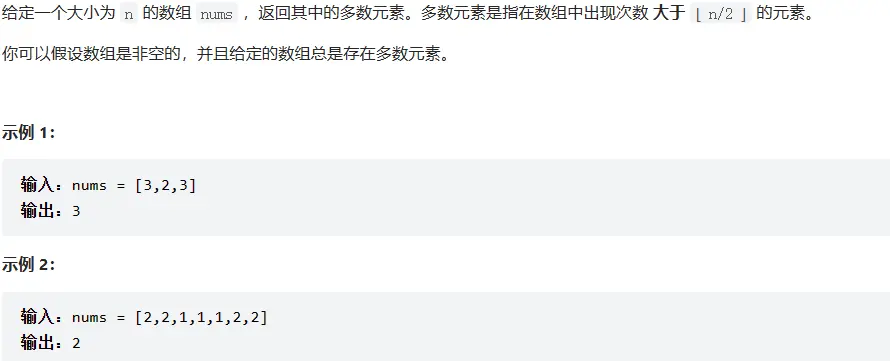 给定一个大小为 n 的数组 nums ，返回其中的多数元素。多数元素是指在数组中出现次数 大于 ⌊ n/2 ⌋ 的元素。
你可以假设数组是非空的，并且给定的数组总是存在多数元素。
示例 1：
输入：nums = [3,2,3]
输出：3
示例 2：
输入：nums = [2,2,1,1,1,2,2]
输出：2